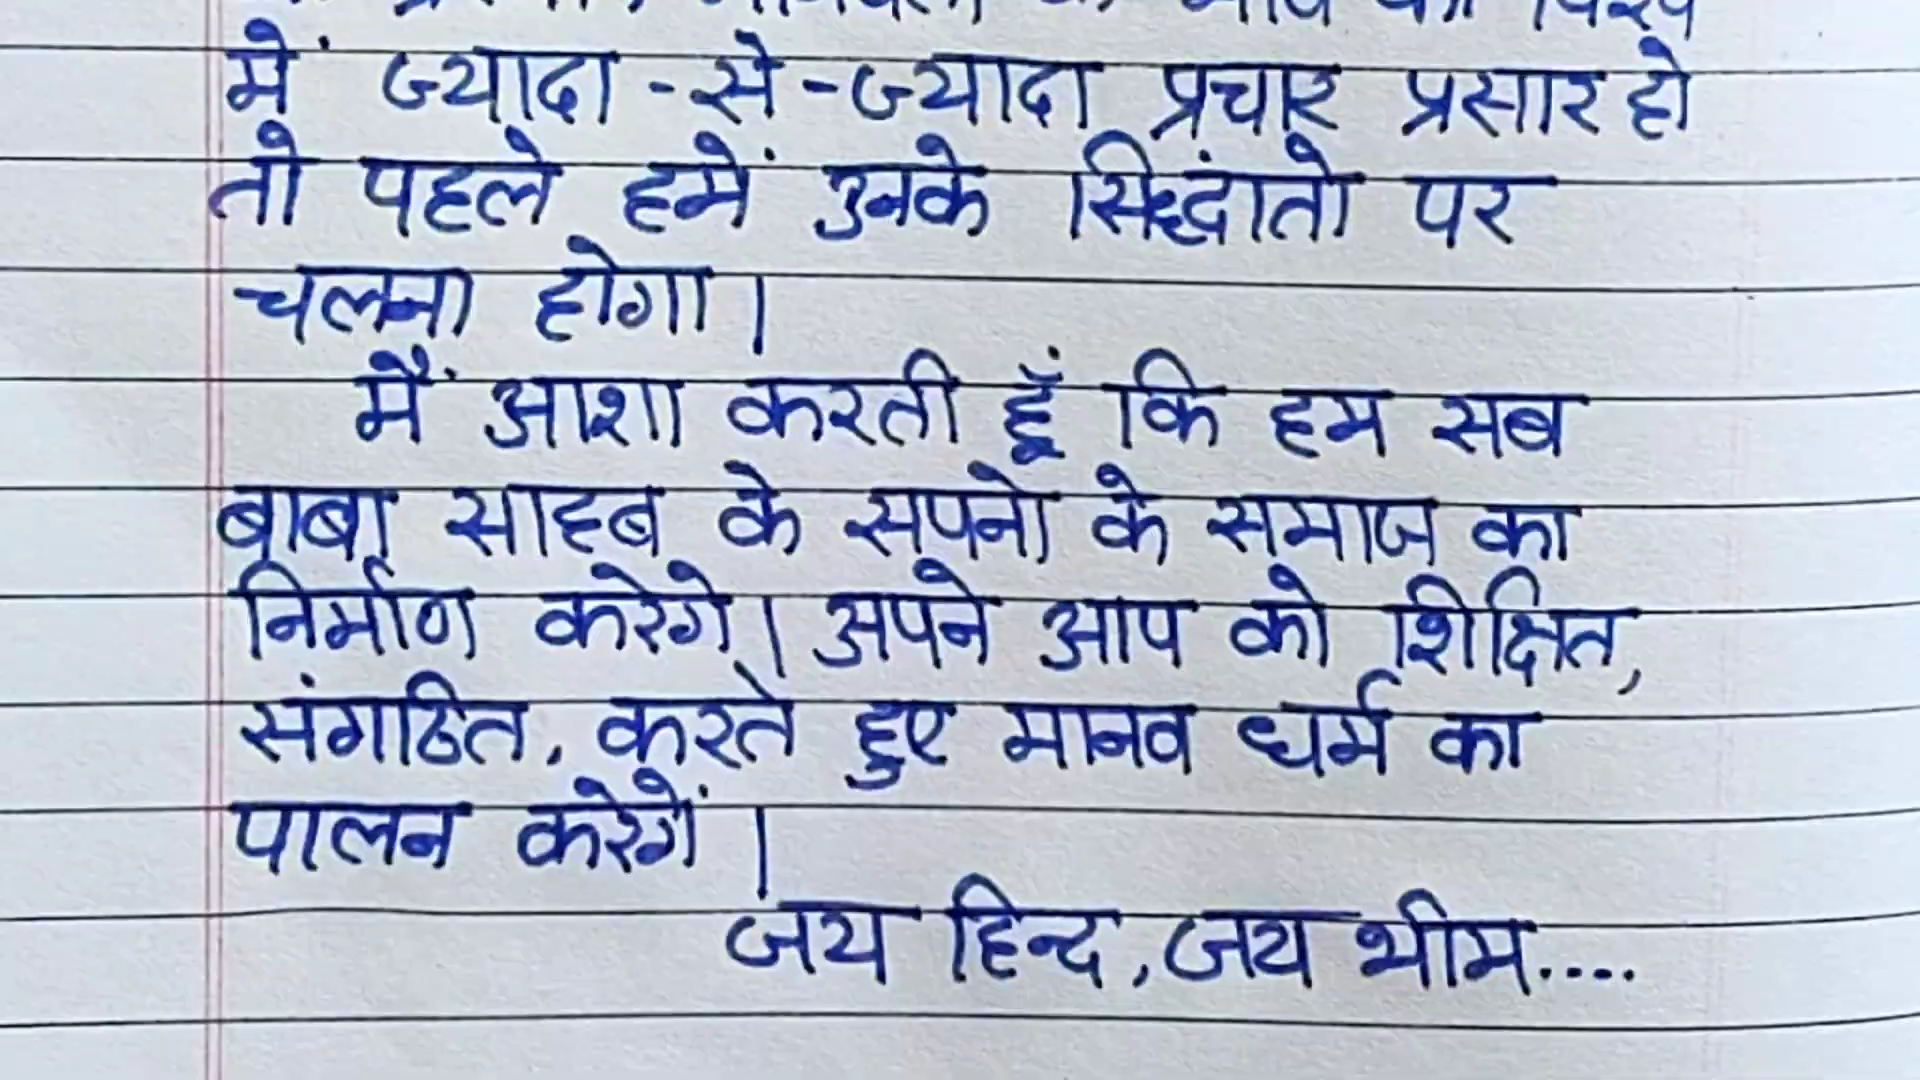 में ज्यादा-से-ज्यादा प्रचार प्रसार हो
तो पहले हमें उनके सिद्धांतो पर
चलना होगा।
मैं आशा करती हूँ कि हम सब
बाबा साहब के सपनो के समाज का
निर्माण करेगे। अपने आप को शिक्षित,
संगठित, करते हुए मानव धर्म का
पालन करेगें।
जय हिन्द, जय भीम....